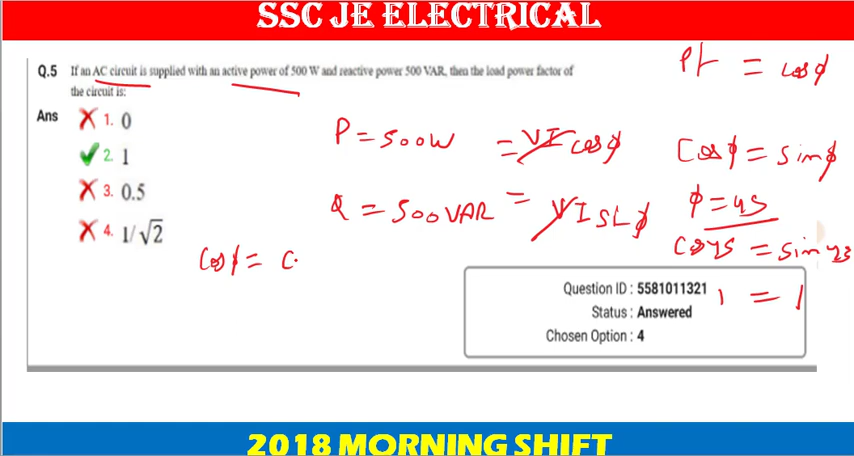 SSC JE ELECTRICAL
Q.5 If an AC circuit is supplied with an active power of 500 W and reactive power 500 VAR, then the load power factor of
the circuit is:
Ans 1. 0
2. 1
3. 0.5
4. 1/√2
P = 500W = VI cosφ
Q = 500VAR = VI
cosφ = c
Pf = cosφ
Cosφ = sinφ
φ = 45
Cos45 = sin 45
1 = 1
Question ID : 5581011321
Status : Answered
Chosen Option : 4
2018 MORNING SHIFT